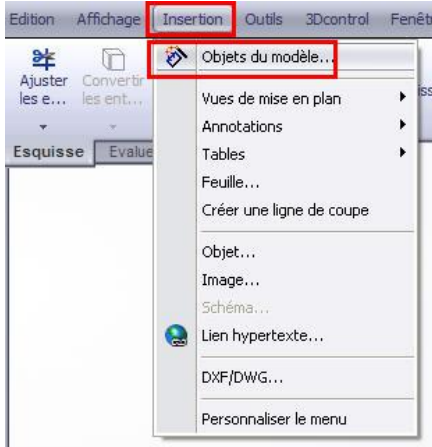 Edition Affichage Insertion Outils 3Dcontrol Fenêt
Objets du modèle...
Ajuster les e...
Convertir les ent...
Vues de mise en plan
Annotations
Esquisse Evalue
Tables
Feuille...
Créer une ligne de coupe
Objet...
Image...
Schéma...
Lien hypertexte...
DXF/DWG...
Personnaliser le menu